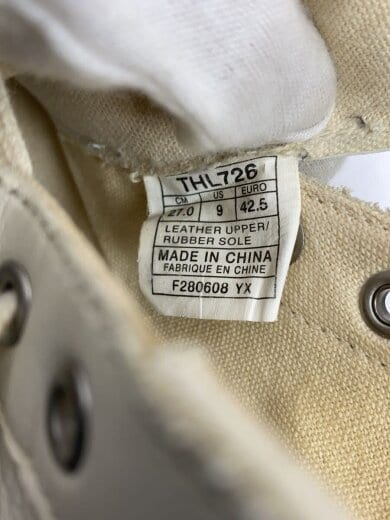 THL726
CM US EURO
27.0 9 42.5
LEATHER UPPER/
RUBBER SOLE
MADE IN CHINA
FABRIQUE EN CHINE
F280608 YX